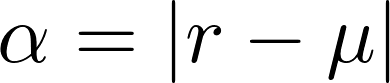 α = |r − μ|